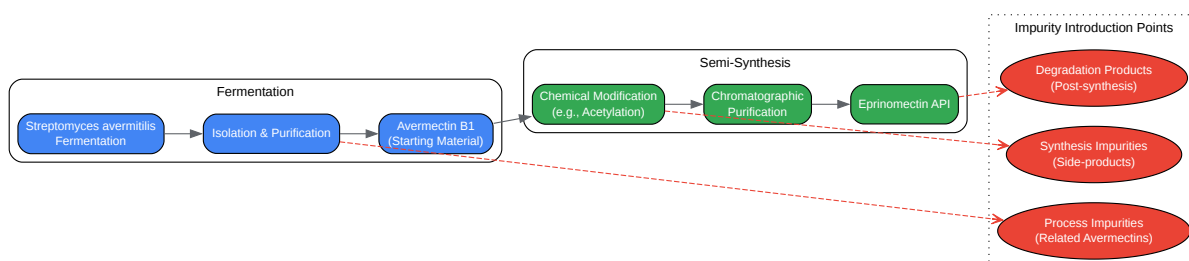 Fermentation
Streptomyces avermitilis
Fermentation
Isolation & Purification
Avermectin B1
(Starting Material)
Semi-Synthesis
Chemical Modification
(e.g., Acetylation)
Chromatographic
Purification
Eprinomectin API
Impurity Introduction Points
Degradation Products
(Post-synthesis)
Synthesis Impurities
(Side-products)
Process Impurities
(Related Avermectins)